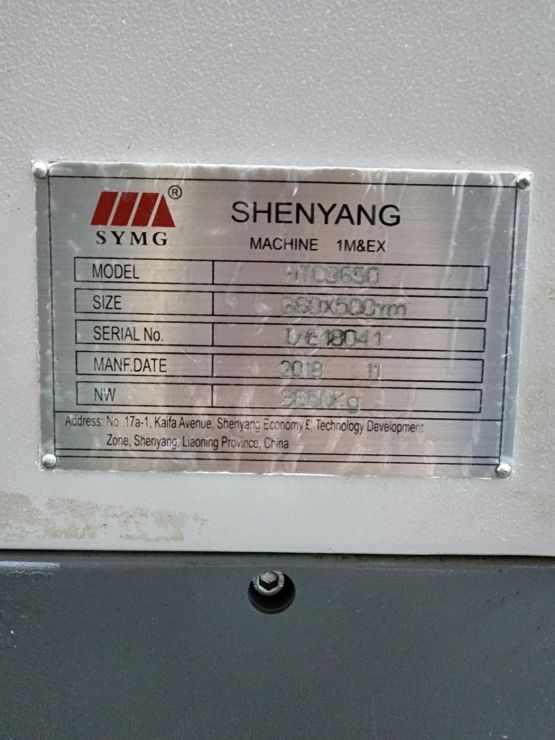 ®
SYMG
SHENYANG
MACHINE 1M&EX
MODEL HTC3650
SIZE 360X500mm
SERIAL No.
MANF.DATE 2018 11
NW
Address: No. 17a-1, Kaifa Avenue, Shenyang Economy £, Technology Development
Zone, Shenyang, Liaoning Province, China